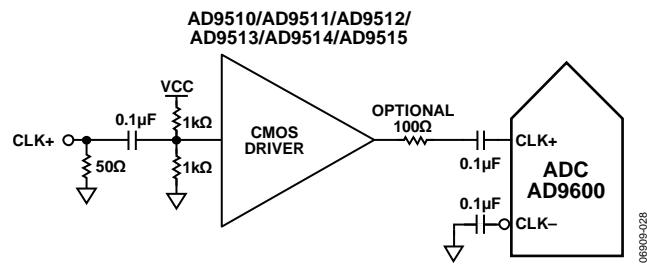 AD9510/AD9511/AD9512/
AD9513/AD9514/AD9515
VCC
0.1µF
1kΩ
CLK+
50Ω
1kΩ
CMOS
DRIVER
OPTIONAL
100Ω
0.1µF
CLK+
ADC
AD9600
0.1µF
CLK–
06909-028